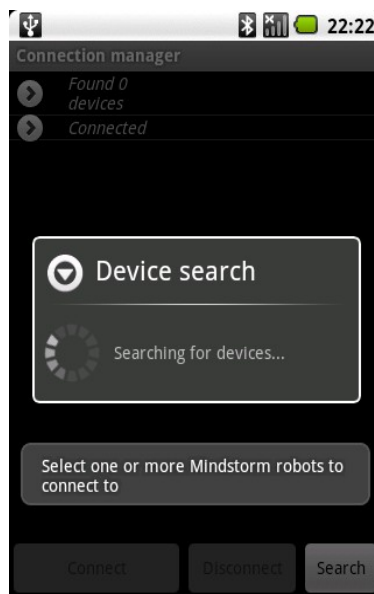 22:22
Connection manager
Found 0
devices
Connected
Device search
Searching for devices...
Select one or more Mindstorm robots to
connect to
Connect Disconnect Search